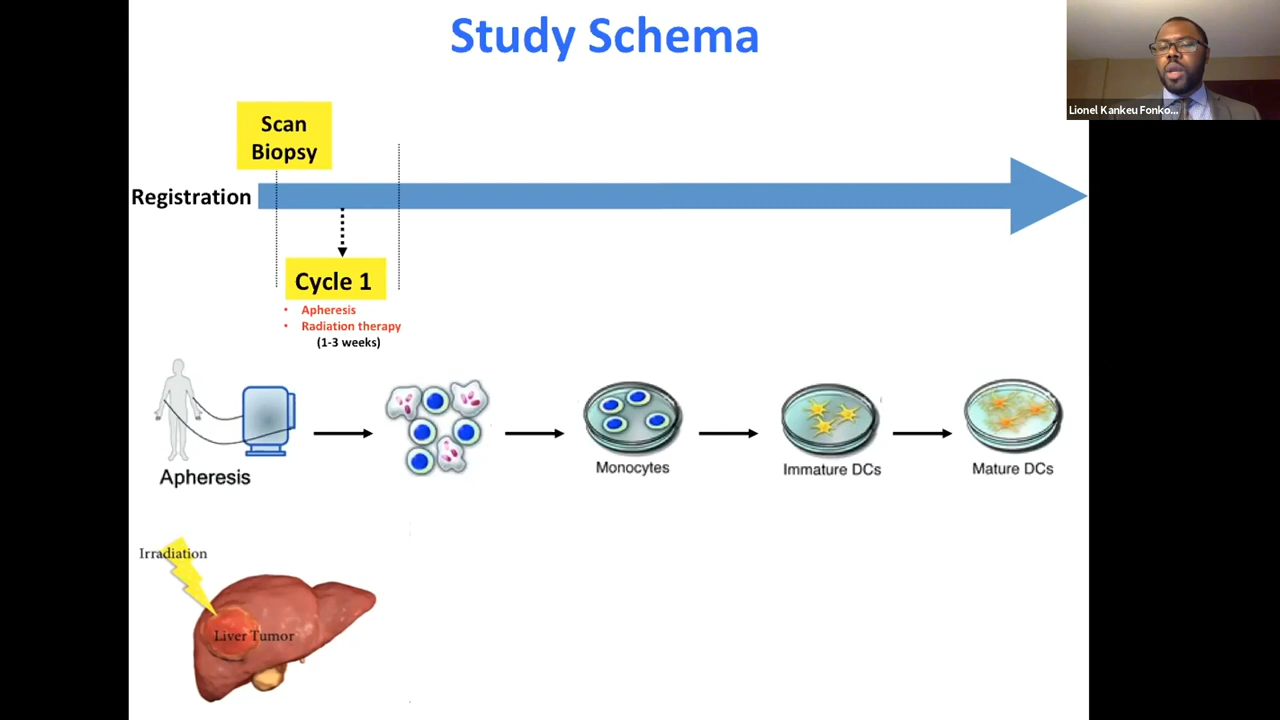 Study Schema
Lionel Kankeu Fonko...
Scan
Biopsy
Registration
Cycle 1
• Apheresis
• Radiation therapy
(1-3 weeks)
Apheresis
Monocytes
Immature DCs
Mature DCs
Irradiation
Liver Tumor